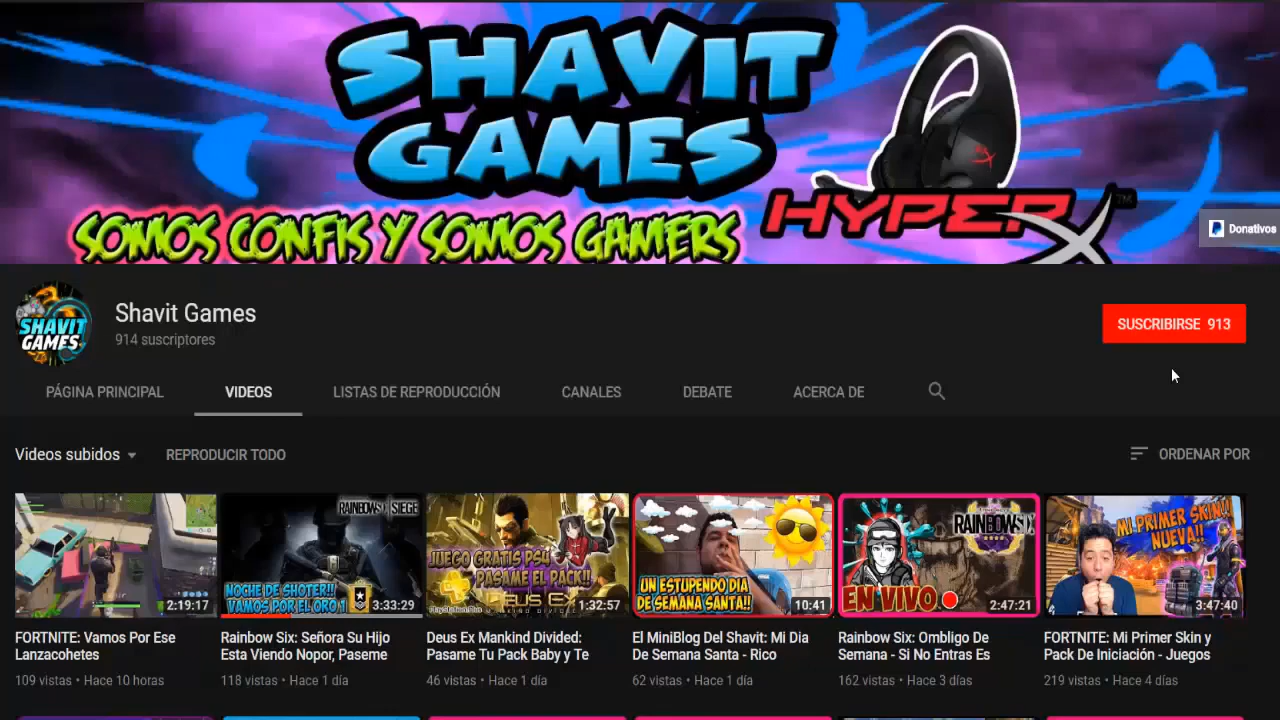 SHAVIT
GAMES
SOMOS CONFIS Y SOMOS GAMERS
HYPERX™
Donativos
SHAVIT
GAMES
Shavit Games
914 suscriptores
SUSCRIBIRSE 913
PÁGINA PRINCIPAL VIDEOS LISTAS DE REPRODUCCIÓN CANALES DEBATE ACERCA DE
Videos subidos REPRODUCIR TODO ORDENAR POR
2:19:17
RAINBOW SIX SIEGE
NOCHE DE SHOTER!!
VAMOS POR EL ORO 1
3:33:29
JUEGO GRATIS PS4
PASAME EL PACK!!
PlayStation Plus
DEUS EX
1:32:57
UN ESTUPENDO DIA
DE SEMANA SANTA!!
10:41
RAINBOW SIX
EN VIVO
2:47:21
MI PRIMER SKIN!!
NUEVA!!
3:47:40
FORTNITE: Vamos Por Ese
Lanzacohetes
109 vistas • Hace 10 horas
Rainbow Six: Señora Su Hijo
Esta Viendo Nopor, Paseme
118 vistas • Hace 1 día
Deus Ex Mankind Divided:
Pasame Tu Pack Baby y Te
46 vistas • Hace 1 día
El MiniBlog Del Shavit: Mi Dia
De Semana Santa - Rico
62 vistas • Hace 1 día
Rainbow Six: Ombligo De
Semana - Si No Entras Es
162 vistas • Hace 3 días
FORTNITE: Mi Primer Skin y
Pack De Iniciación - Juegos
219 vistas • Hace 4 días